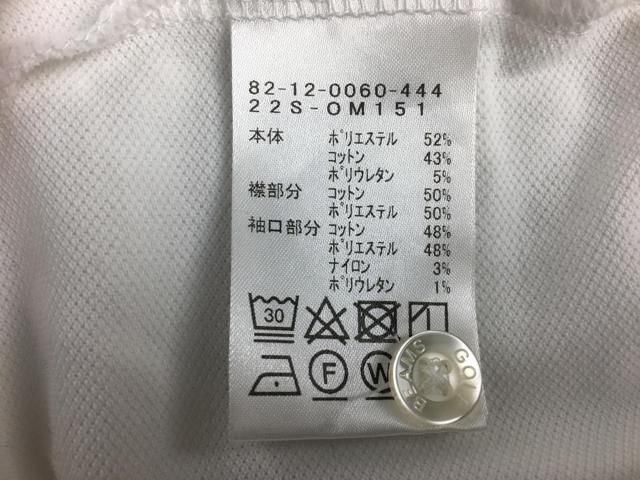 82-12-0060-444
22S-OM151
本体 ﾎﾟﾘｴｽﾃﾙ 52%
コットン 43%
ﾎﾟﾘｳﾚﾀﾝ 5%
襟部分 コットン 50%
ﾎﾟﾘｴｽﾃﾙ 50%
袖口部分 コットン 48%
ﾎﾟﾘｴｽﾃﾙ 48%
ナイロン 3%
ﾎﾟﾘｳﾚﾀﾝ 1%
30
F W
BEAMS GOL